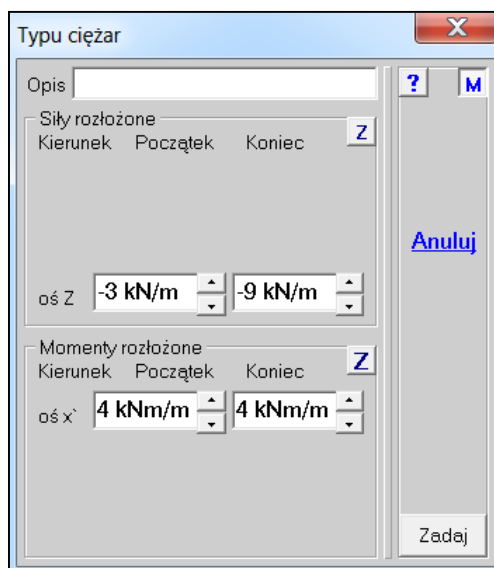 Typu ciężar X
Opis ? M
Siły rozłożone Z
Kierunek Początek Koniec
Anuluj
oś Z -3 kN/m -9 kN/m
Momenty rozłożone Z
Kierunek Początek Koniec
oś x` 4 kNm/m 4 kNm/m
Zadaj